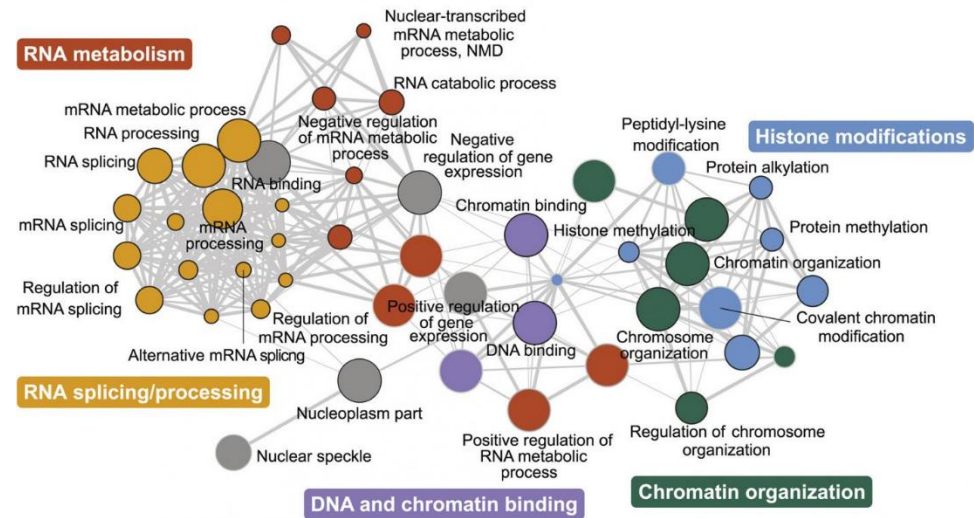 Nuclear-transcribed
mRNA metabolic
process, NMD
RNA metabolism
RNA catabolic process
mRNA metabolic process
RNA processing
Negative regulation
of mRNA metabolic
process
Negative
regulation of gene
expression
Peptidyl-lysine
modification
Histone modifications
RNA splicing
RNA binding
Protein alkylation
Chromatin binding
mRNA splicing
mRNA
processing
Histone methylation
Protein methylation
Chromatin organization
Regulation of
mRNA splicing
Regulation of
mRNA processing
Positive regulation
of gene
expression
DNA binding
Chromosome
organization
Covalent chromatin
modification
Alternative mRNA splicng
RNA splicing/processing
Nucleoplasm part
Nuclear speckle
Positive regulation of
RNA metabolic
process
Regulation of chromosome
organization
DNA and chromatin binding
Chromatin organization